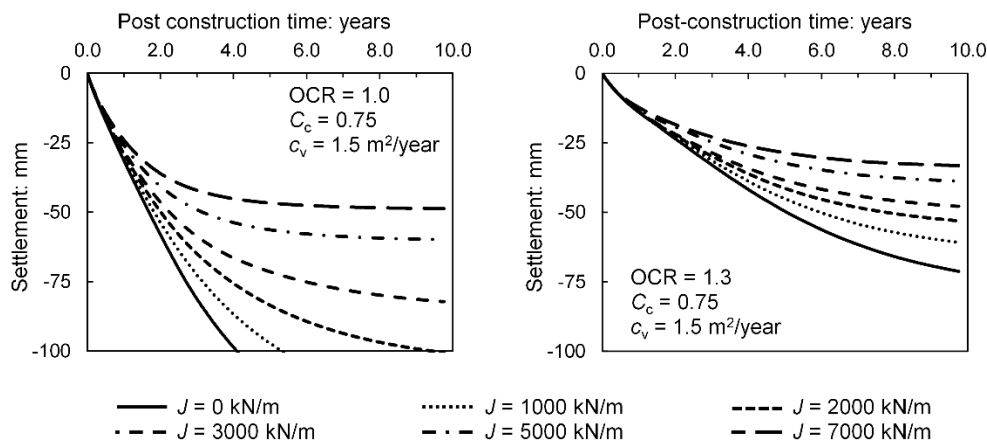 Post construction time: years
0.0 2.0 4.0 6.0 8.0 10.0
0
-25
-50
-75
-100
Settlement: mm
OCR = 1.0
Cc = 0.75
cv = 1.5 m²/year
Post-construction time: years
0.0 2.0 4.0 6.0 8.0 10.0
0
-25
-50
-75
-100
Settlement: mm
OCR = 1.3
Cc = 0.75
cv = 1.5 m²/year
J = 0 kN/m J = 1000 kN/m J = 2000 kN/m
J = 3000 kN/m J = 5000 kN/m J = 7000 kN/m